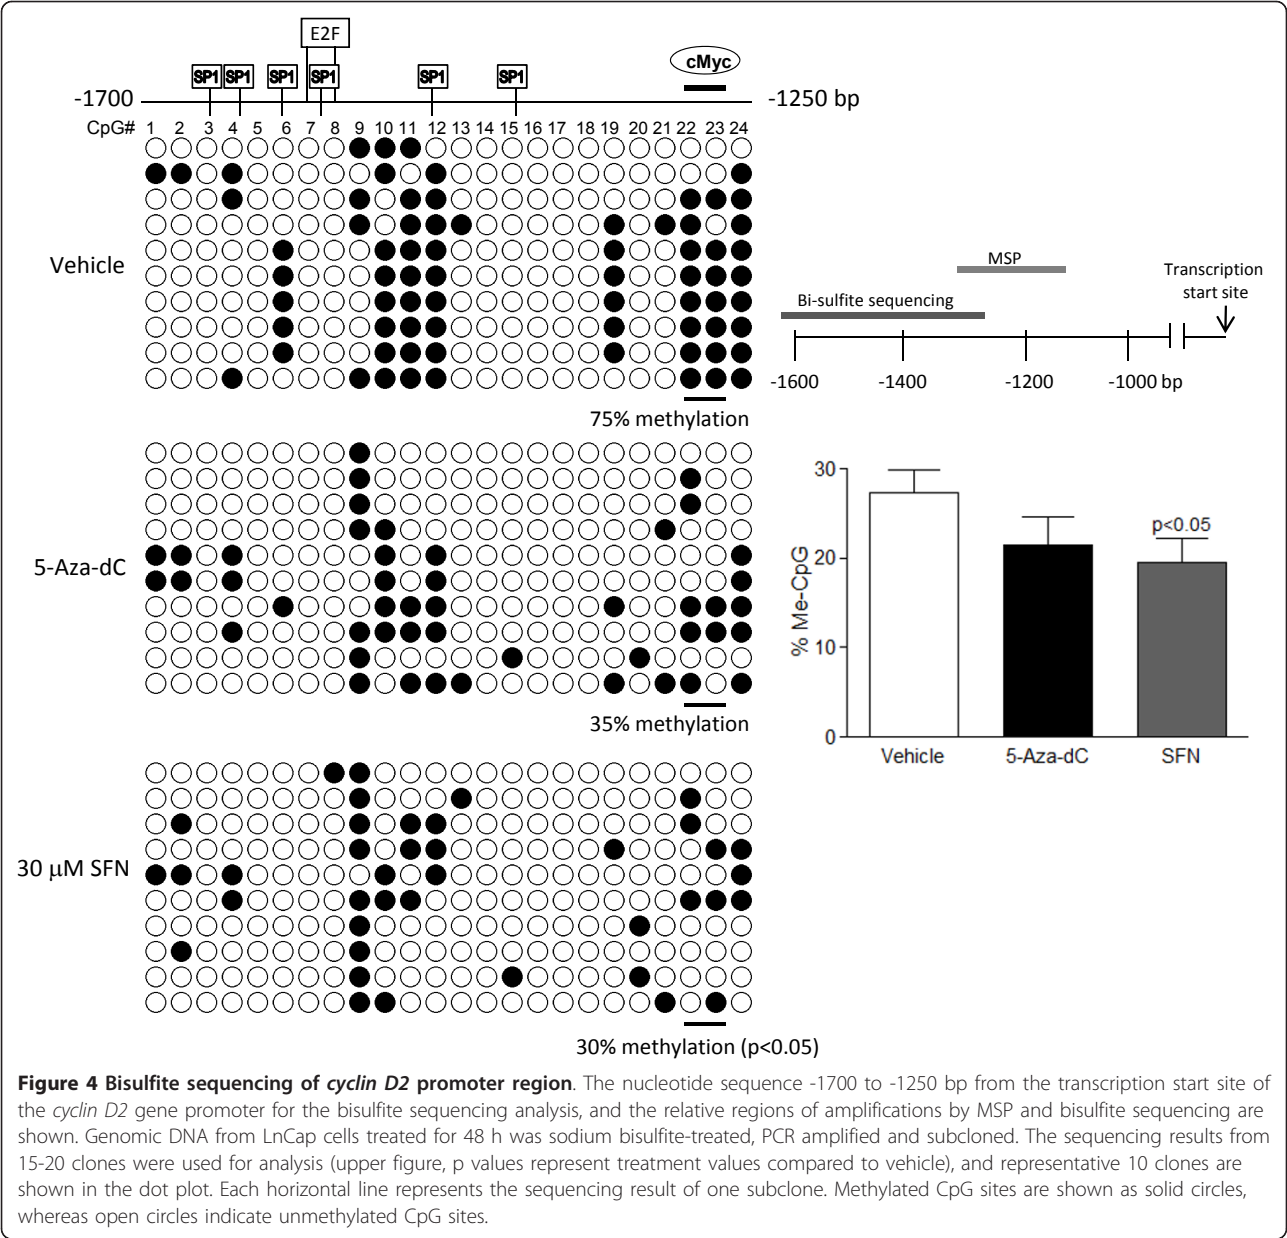 E2F
SP1 SP1 SP1 SP1 SP1 SP1 cMyc
-1700 -1250 bp
CpG# 1 2 3 4 5 6 7 8 9 10 11 12 13 14 15 16 17 18 19 20 21 22 23 24
Vehicle
75% methylation
MSP
Bi-sulfite sequencing
Transcription
start site
-1600 -1400 -1200 -1000 bp
5-Aza-dC
35% methylation
30 μM SFN
30% methylation (p<0.05)
% Me-CpG
30
20
10
0
p<0.05
Vehicle 5-Aza-dC SFN
Figure 4 Bisulfite sequencing of cyclin D2 promoter region. The nucleotide sequence -1700 to -1250 bp from the transcription start site of
the cyclin D2 gene promoter for the bisulfite sequencing analysis, and the relative regions of amplifications by MSP and bisulfite sequencing are
shown. Genomic DNA from LnCap cells treated for 48 h was sodium bisulfite-treated, PCR amplified and subcloned. The sequencing results from
15-20 clones were used for analysis (upper figure, p values represent treatment values compared to vehicle), and representative 10 clones are
shown in the dot plot. Each horizontal line represents the sequencing result of one subclone. Methylated CpG sites are shown as solid circles,
whereas open circles indicate unmethylated CpG sites.